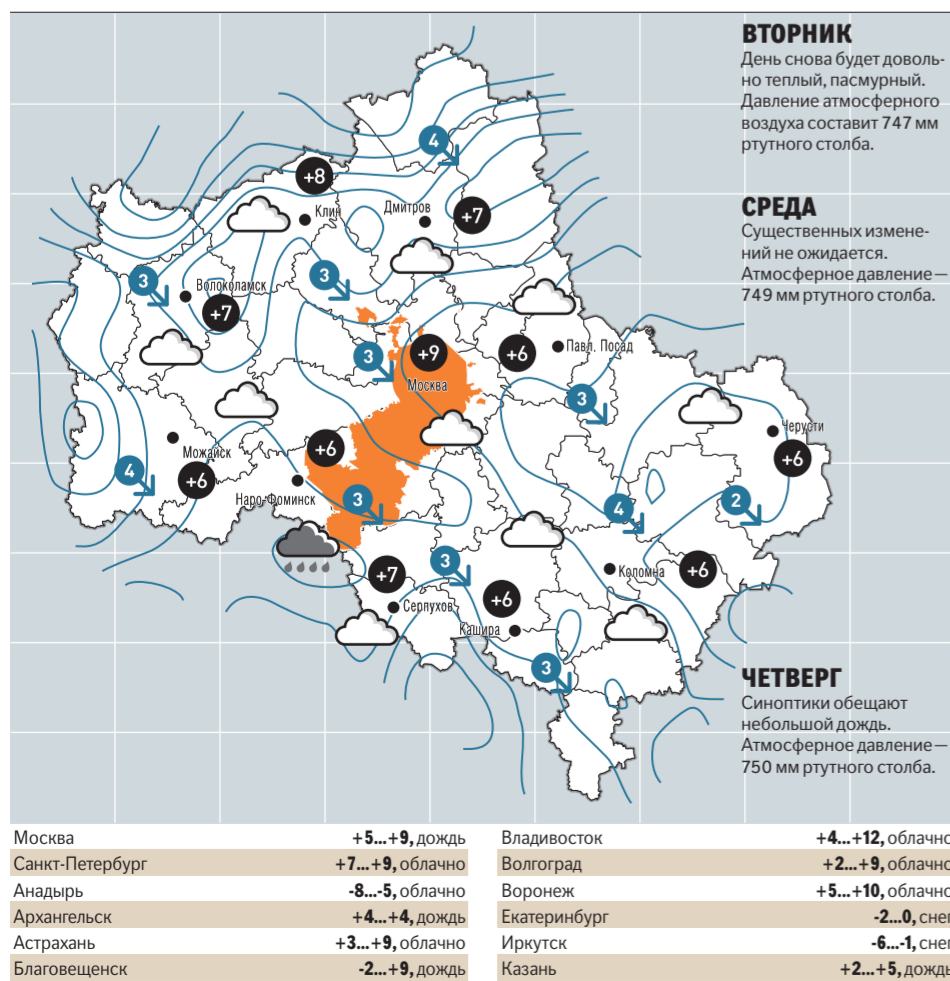 ВТОРНИК
День снова будет доволь-
но теплый, пасмурный.
Давление атмосферного
воздуха составит 747 мм
ртутного столба.
СРЕДА
Существенных измене-
ний не ожидается.
Атмосферное давление—
749 мм ртутного столба.
4
+8
Клин
Дмитров
+7
3
Волоколамск
+7
3
3
+9
Москва
+6
Павл. Посад
3
Черусти
+6
Можайск
4
+6
+6
Наро-Фоминск
3
4
2
+7
Серпухов
3
+6
Кашира
Коломна
+6
3
ЧЕТВЕРГ
Синоптики обещают
небольшой дождь.
Атмосферное давление—
750 мм ртутного столба.
Москва +5...+9, дождь
Санкт-Петербург +7...+9, облачно
Анадырь -8...-5, облачно
Архангельск +4...+4, дождь
Астрахань +3...+9, облачно
Благовещенск -2...+9, дождь
Владивосток +4...+12, облачно
Волгоград +2...+9, облачно
Воронеж +5...+10, облачно
Екатеринбург -2...0, снег
Иркутск -6...-1, снег
Казань +2...+5, дождь